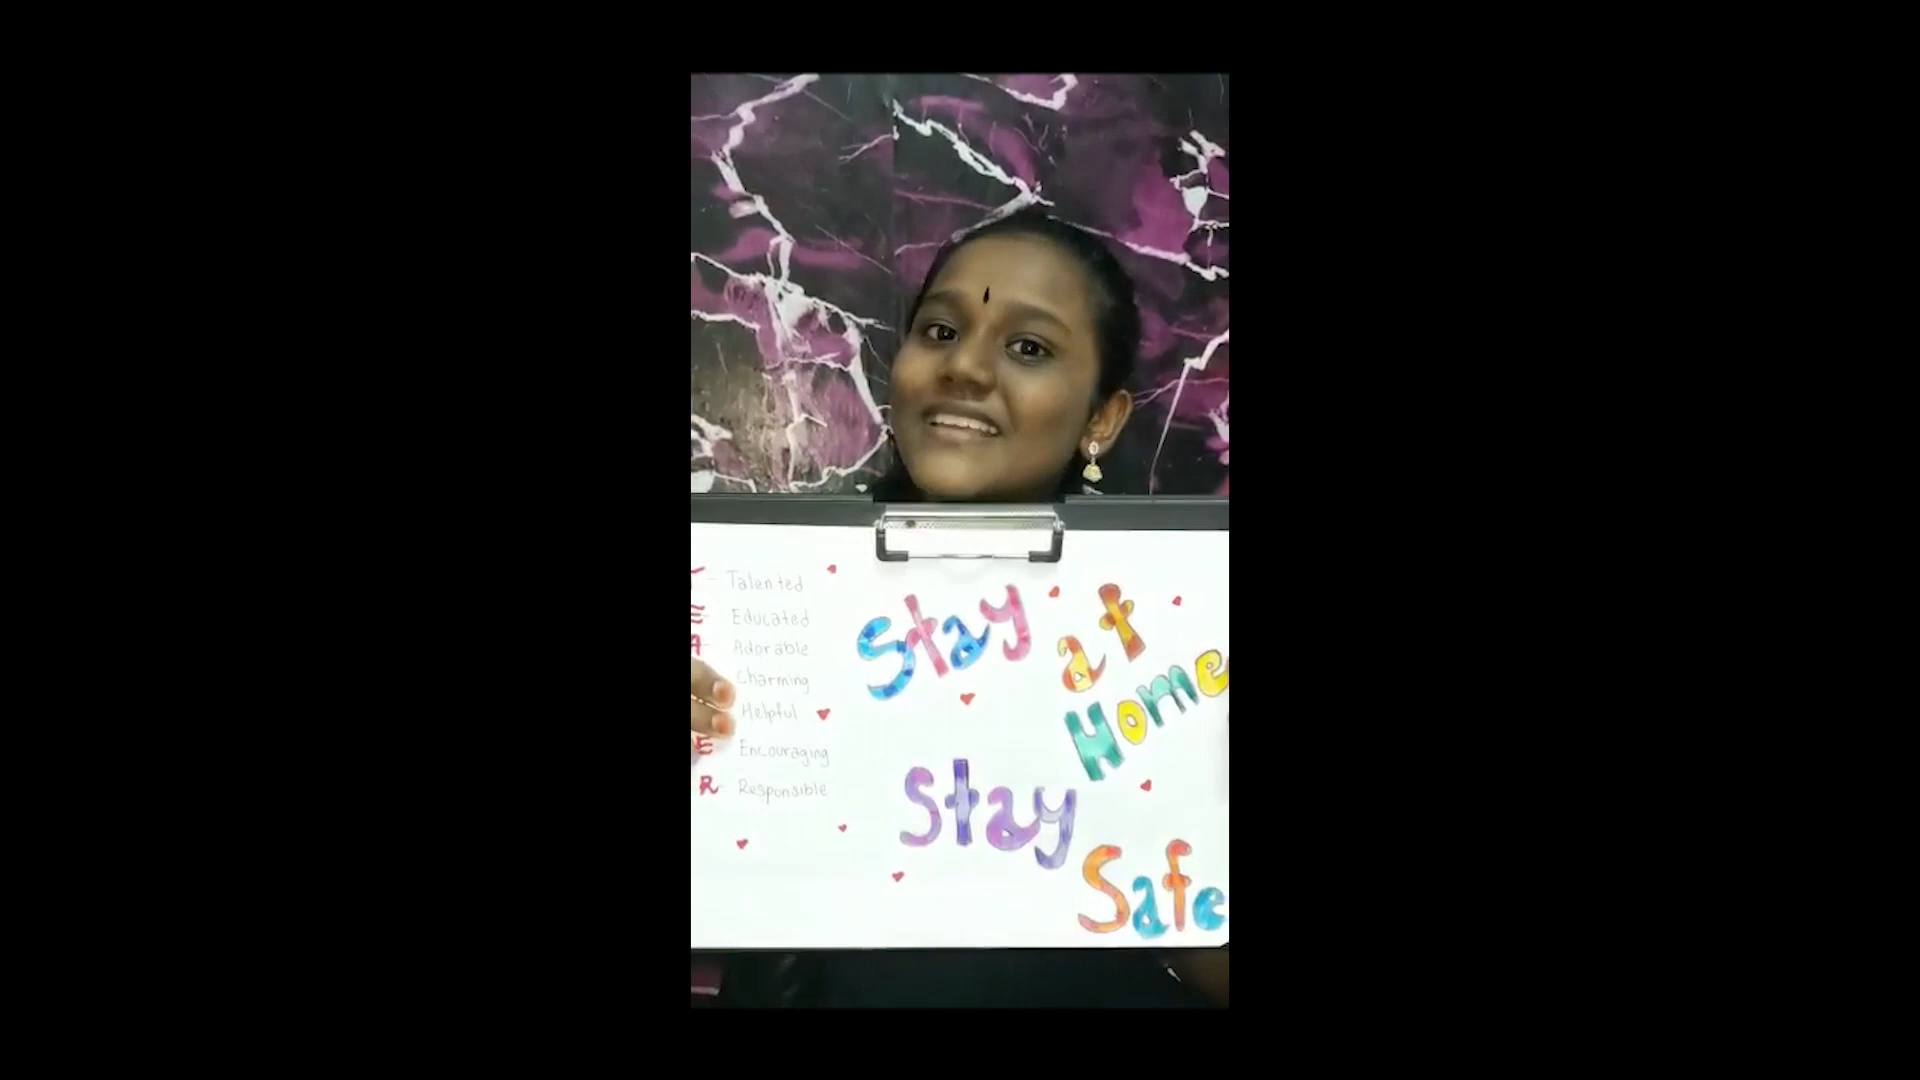 T - Talented
E - Educated
A - Adorable
Charming
Helpful
E Encouraging
R - Responsible
Stay at
Home
Stay
Safe